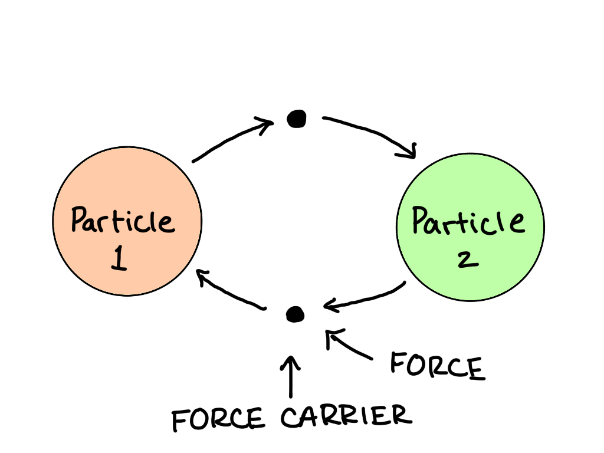 Particle
1
Particle
2
FORCE
FORCE CARRIER